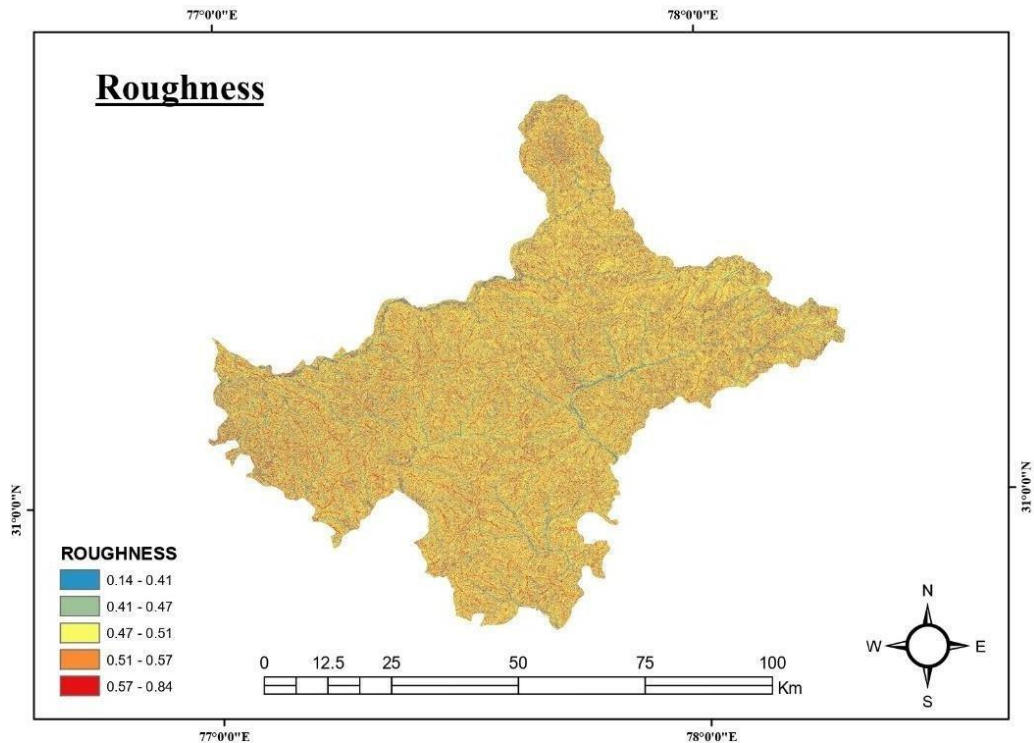 77°0'0"E 78°0'0"E
Roughness
31°0'0"N
31°0'0"N
ROUGHNESS
0.14 - 0.41
0.41 - 0.47
0.47 - 0.51
0.51 - 0.57
0.57 - 0.84
0 12.5 25 50 75 100
Km
N
W E
S
77°0'0"E 78°0'0"E